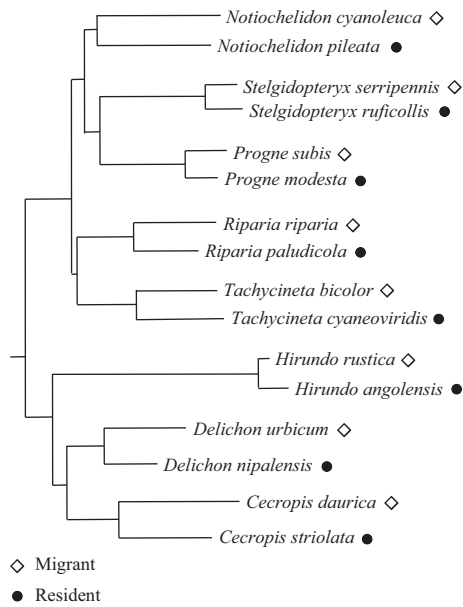 Notiochelidon cyanoleuca
Notiochelidon pileata
Stelgidopteryx serripennis
Stelgidopteryx ruficollis
Progne subis
Progne modesta
Riparia riparia
Riparia paludicola
Tachycineta bicolor
Tachycineta cyaneoviridis
Hirundo rustica
Hirundo angolensis
Delichon urbicum
Delichon nipalensis
Cecropis daurica
Cecropis striolata
Migrant
Resident